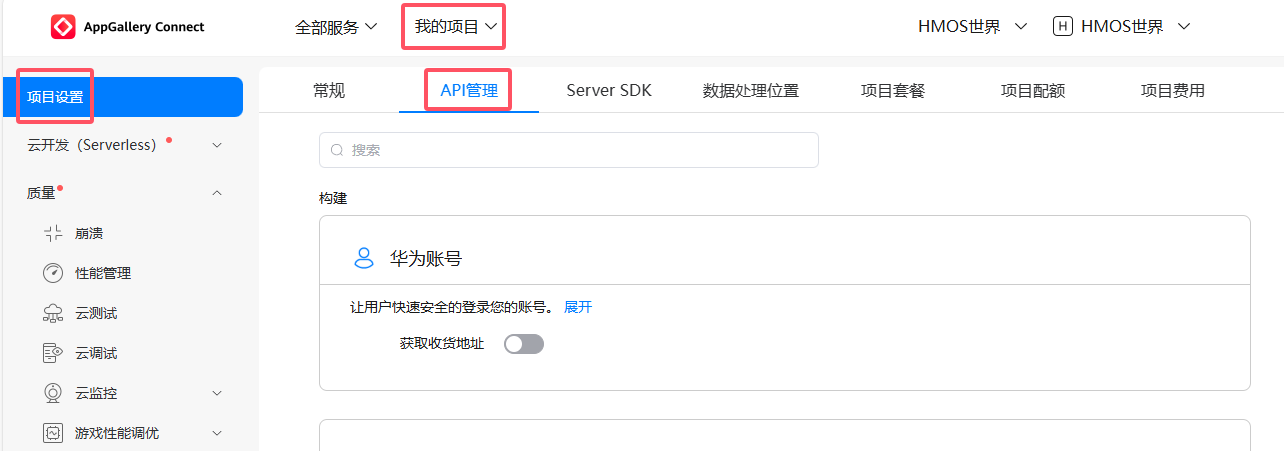 AppGallery Connect 全部服务 我的项目 HMOS世界 H HMOS世界
项目设置
常规 API管理 Server SDK 数据处理位置 项目套餐 项目配额 项目费用
云开发（Serverless）
搜索
质量
构建
崩溃
华为账号
性能管理
让用户快速安全的登录您的账号。 展开
云测试
获取收货地址
云调试
云监控
游戏性能调优